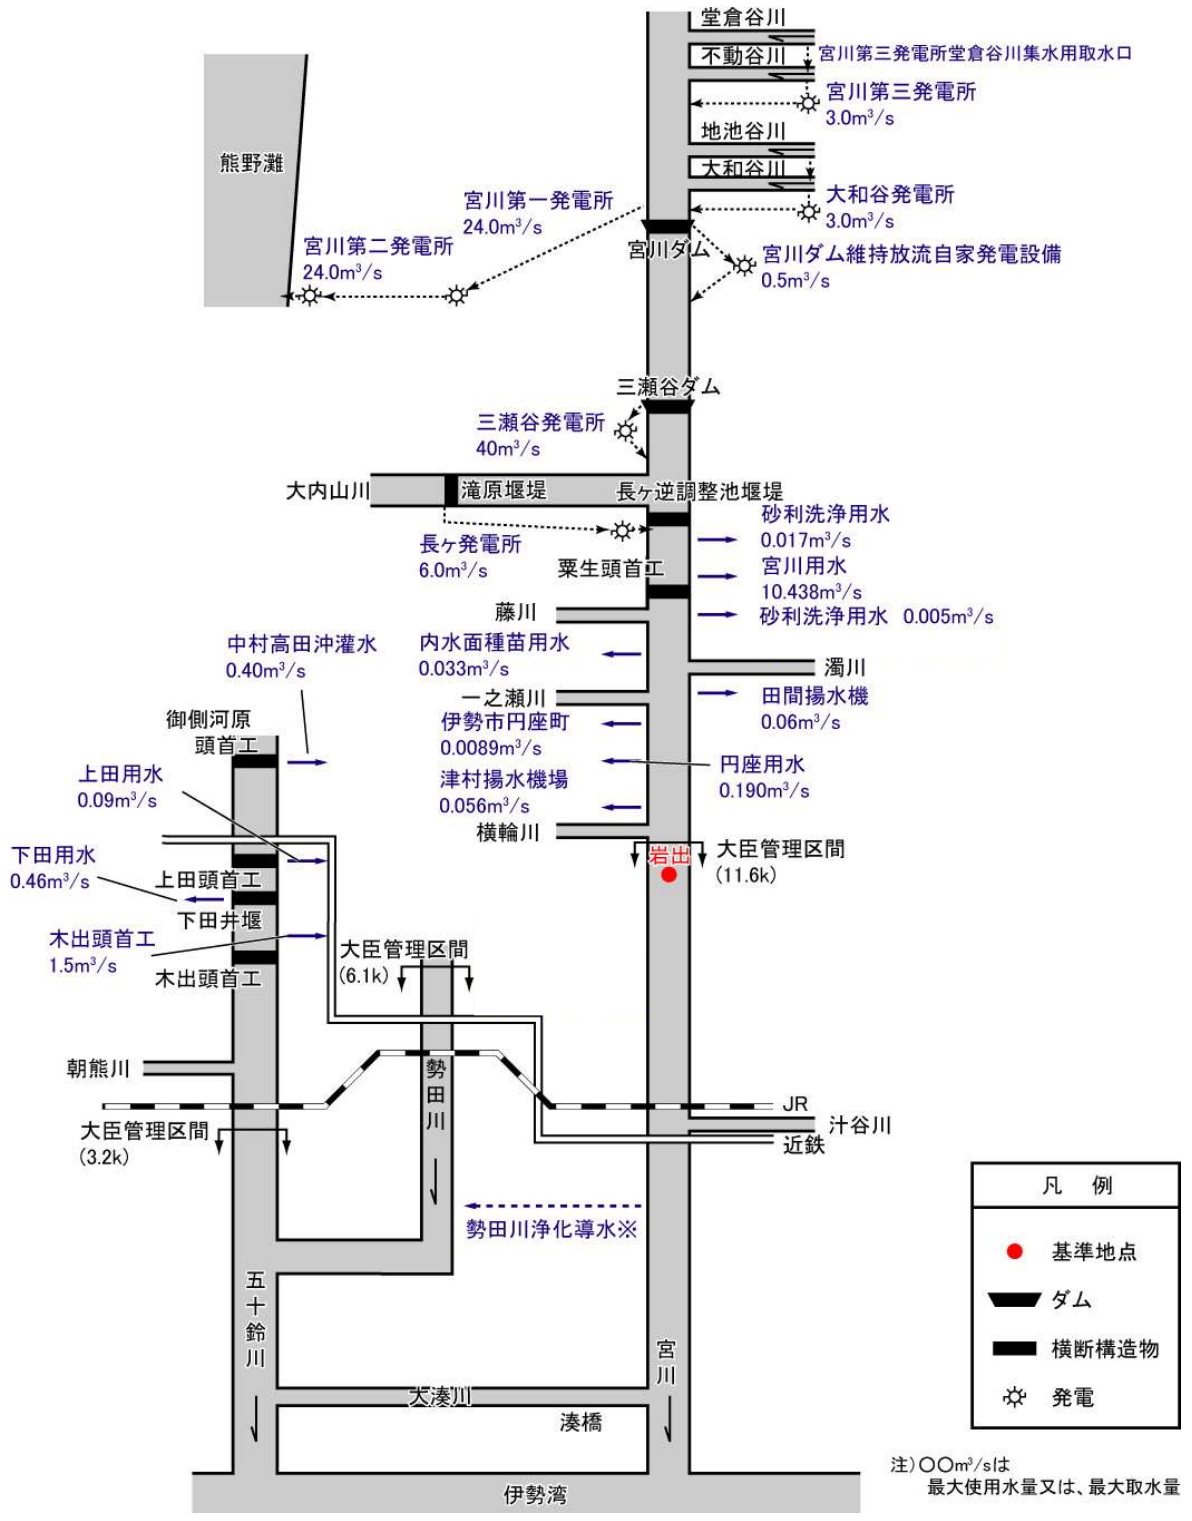 堂倉谷川
不動谷川
宮川第三発電所堂倉谷川集水用取水口
宮川第三発電所
3.0m³/s
地池谷川
大和谷川
大和谷発電所
3.0m³/s
熊野灘
宮川第一発電所
24.0m³/s
宮川第二発電所
24.0m³/s
宮川ダム
宮川ダム維持放流自家発電設備
0.5m³/s
三瀬谷ダム
三瀬谷発電所
40m³/s
大内山川
滝原堰堤
長ヶ逆調整池堰堤
長ヶ発電所
6.0m³/s
砂利洗浄用水
0.017m³/s
粟生頭首工
宮川用水
10.438m³/s
藤川
砂利洗浄用水 0.005m³/s
内水面種苗用水
0.033m³/s
濁川
一之瀬川
田間揚水機
0.06m³/s
伊勢市円座町
0.0089m³/s
円座用水
0.190m³/s
津村揚水機場
0.056m³/s
横輪川
岩出
大臣管理区間
(11.6k)
中村高田沖灌水
0.40m³/s
御側河原
頭首工
上田用水
0.09m³/s
下田用水
0.46m³/s
上田頭首工
下田井堰
木出頭首工
1.5m³/s
木出頭首工
大臣管理区間
(6.1k)
朝熊川
勢田川
JR
汁谷川
近鉄
大臣管理区間
(3.2k)
勢田川浄化導水※
五十鈴川
宮川
大湊川
湊橋
伊勢湾
凡 例
基準地点
ダム
横断構造物
発電
注)〇〇m³/sは
最大使用水量又は、最大取水量